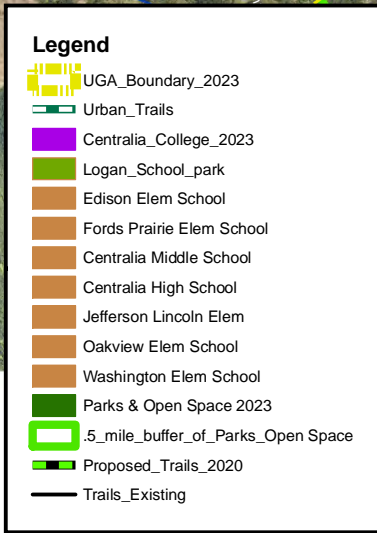 Legend
UGA_Boundary_2023
Urban_Trails
Centralia_College_2023
Logan_School_park
Edison Elem School
Fords Prairie Elem School
Centralia Middle School
Centralia High School
Jefferson Lincoln Elem
Oakview Elem School
Washington Elem School
Parks & Open Space 2023
.5_mile_buffer_of_Parks_Open Space
Proposed_Trails_2020
Trails_Existing